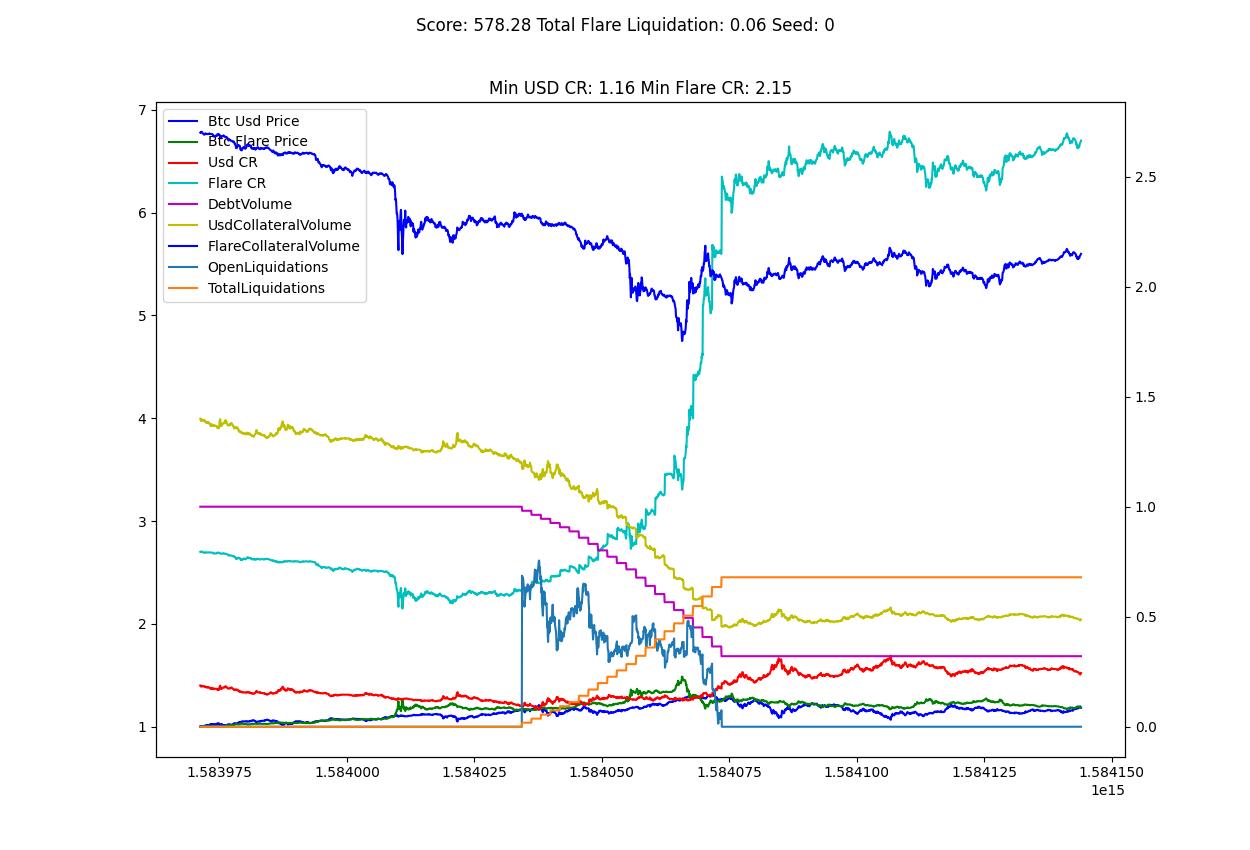 Score: 578.28 Total Flare Liquidation: 0.06 Seed: 0
Min USD CR: 1.16 Min Flare CR: 2.15
Btc Usd Price
Btc Flare Price
Usd CR
Flare CR
DebtVolume
UsdCollateralVolume
FlareCollateralVolume
OpenLiquidations
TotalLiquidations
7
6
5
4
3
2
1
2.5
2.0
1.5
1.0
0.5
0.0
1.583975 1.584000 1.584025 1.584050 1.584075 1.584100 1.584125 1.584150
1e15